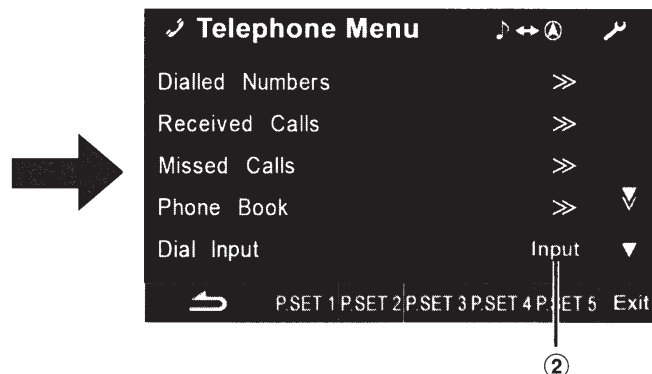 Telephone Menu
Dialled Numbers
Received Calls
Missed Calls
Phone Book
Dial Input Input
P.SET 1 P.SET 2 P.SET 3 P.SET 4 P.SET 5 Exit
②